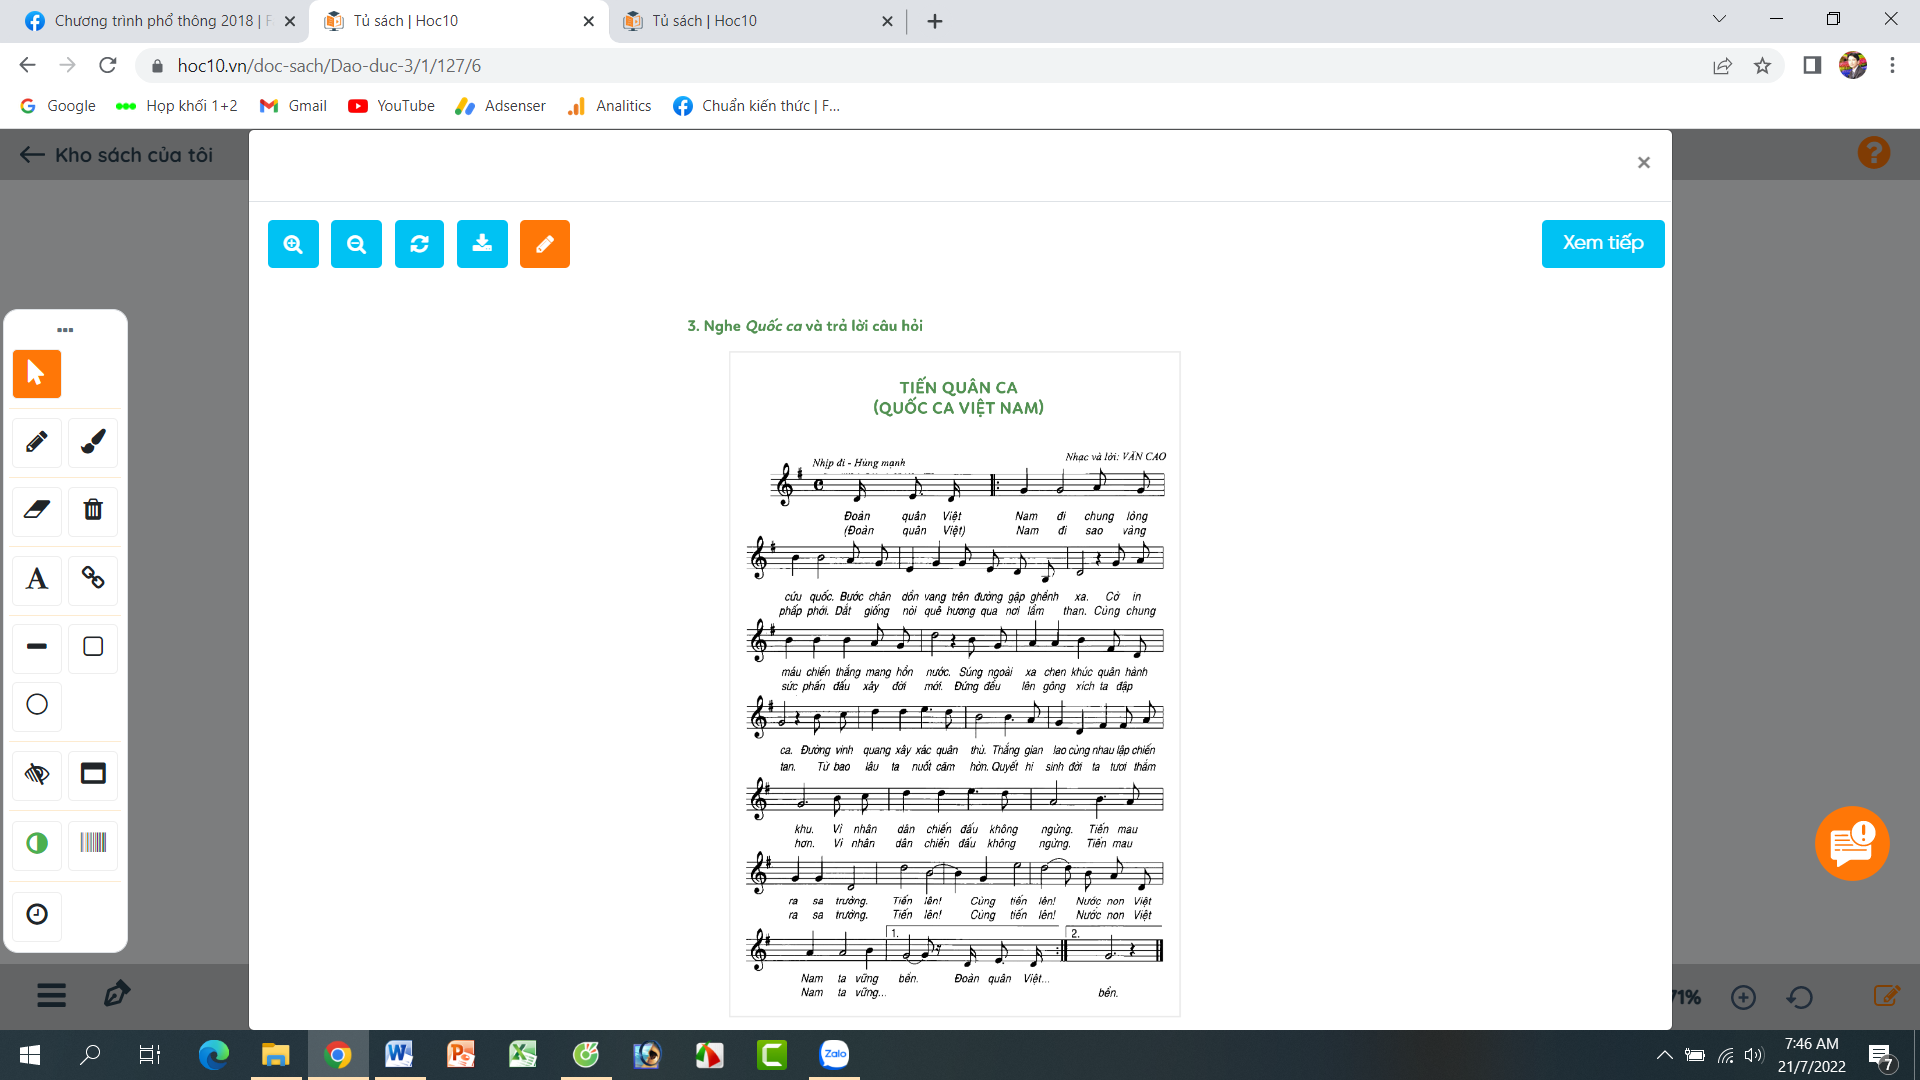 Chương trình phổ thông 2018 | F
Tủ sách | Hoc10
Tủ sách | Hoc10
hoc10.vn/doc-sach/Dao-duc-3/1/127/6
Google
Họp khối 1+2
Gmail
YouTube
Adsenser
Analitics
Chuẩn kiến thức | F...
Kho sách của tôi
Xem tiếp
3. Nghe Quốc ca và trả lời câu hỏi
TIẾN QUÂN CA
(QUỐC CA VIỆT NAM)
Nhịp đi - Hùng mạnh
Nhạc và lời: VĂN CAO
Đoàn quân Việt Nam đi chung lòng
(Đoàn quân Việt) Nam đi sao vàng
cứu quốc. Bước chân dồn vang trên đường gập ghềnh xa. Cờ in
phấp phới. Dắt giống nòi quê hương qua nơi lầm than. Cùng chung
máu chiến thắng mang hồn nước. Súng ngoài xa chen khúc quân hành
sức phấn đấu xây đời mới. Đứng đều lên gông xích ta đập
ca. Đường vinh quang xây xác quân thù. Thắng gian lao cùng nhau lập chiến
tan. Từ bao lâu ta nuốt căm hờn. Quyết hi sinh đời ta tươi thắm
khu. Vì nhân dân chiến đấu không ngừng. Tiến mau
hơn. Vì nhân dân chiến đấu không ngừng. Tiến mau
ra sa trường. Tiến lên! Cùng tiến lên! Nước non Việt
ra sa trường. Tiến lên! Cùng tiến lên! Nước non Việt
1.
2.
Nam ta vững bền. Đoàn quân Việt...
Nam ta vững... bền.
71%
A
Zalo
7:46 AM
21/7/2022
7